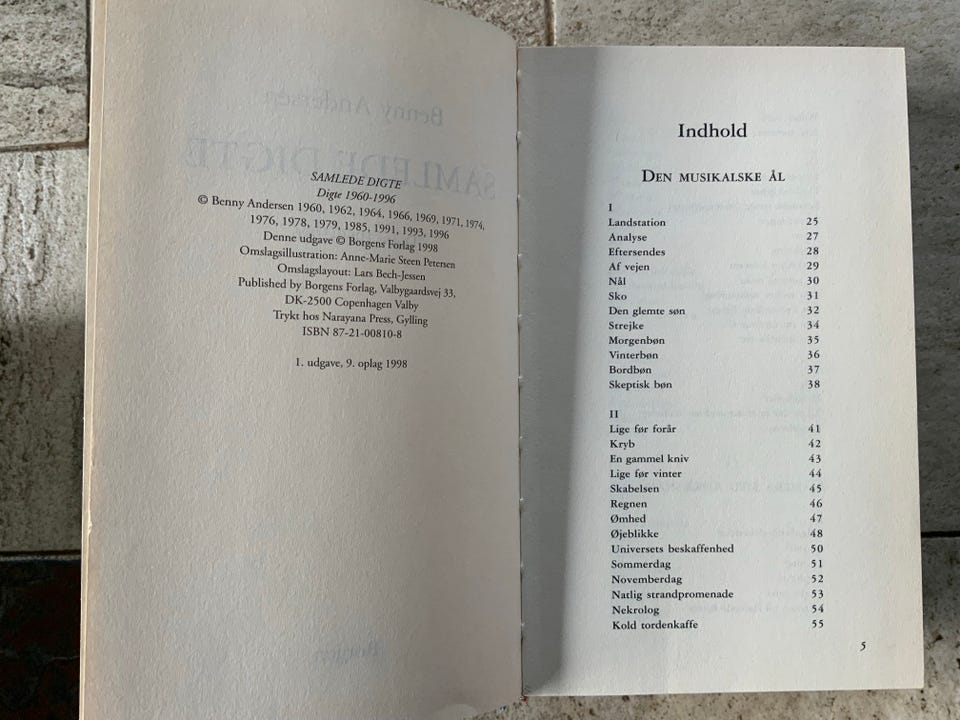 SAMLEDE DIGTE
Digte 1960-1996
© Benny Andersen 1960, 1962, 1964, 1966, 1969, 1971, 1974,
1976, 1978, 1979, 1985, 1991, 1993, 1996
Denne udgave © Borgens Forlag 1998
Omslagsillustration: Anne-Marie Steen Petersen
Omslagslayout: Lars Bech-Jessen
Published by Borgens Forlag, Valbygaardsvej 33,
DK-2500 Copenhagen Valby
Trykt hos Narayana Press, Gylling
ISBN 87-21-00810-8
1. udgave, 9. oplag 1998
Indhold
DEN MUSIKALSKE ÅL
I
Landstation 25
Analyse 27
Eftersendes 28
Af vejen 29
Nål 30
Sko 31
Den glemte søn 32
Strejke 34
Morgenbøn 35
Vinterbøn 36
Bordbøn 37
Skeptisk bøn 38
II
Lige før forår 41
Kryb 42
En gammel kniv 43
Lige før vinter 44
Skabelsen 45
Regnen 46
Ømhed 47
Øjeblikke 48
Universets beskaffenhed 50
Sommerdag 51
Novemberdag 52
Natlig strandpromenade 53
Nekrolog 54
Kold tordenkaffe 55
5